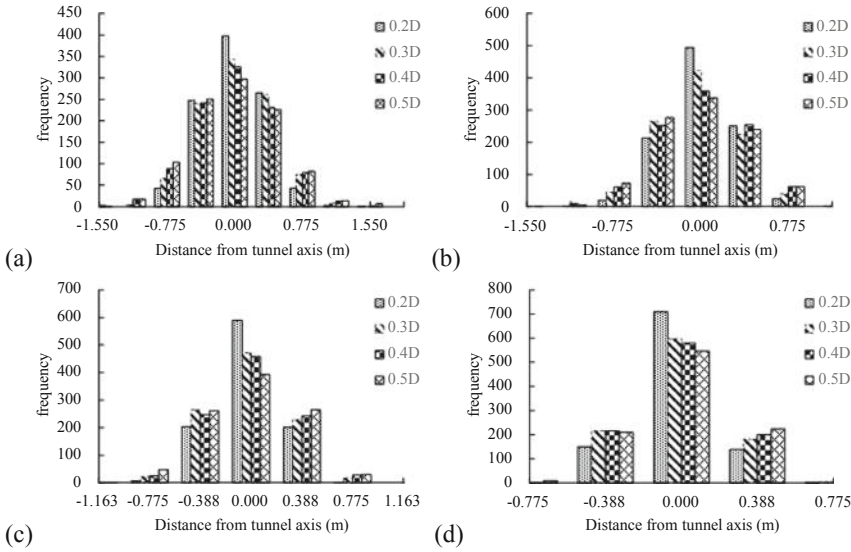 450
400
350
300
250
200
150
100
50
0
frequency
-1.550 -0.775 0.000 0.775 1.550
Distance from tunnel axis (m)
0.2D
0.3D
0.4D
0.5D
(a)
600
500
400
300
200
100
0
frequency
-1.550 -0.775 0.000 0.775
Distance from tunnel axis (m)
0.2D
0.3D
0.4D
0.5D
(b)
700
600
500
400
300
200
100
0
frequency
-1.163 -0.775 -0.388 0.000 0.388 0.775 1.163
Distance from tunnel axis (m)
0.2D
0.3D
0.4D
0.5D
(c)
800
700
600
500
400
300
200
100
0
frequency
-0.775 -0.388 0.000 0.388 0.775
Distance from tunnel axis (m)
0.2D
0.3D
0.4D
0.5D
(d)